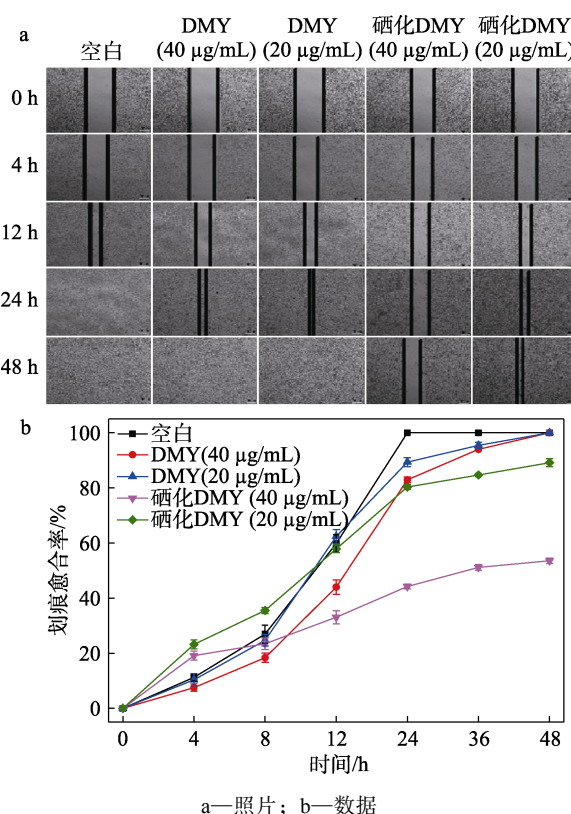 a
空白
DMY
(40 µg/mL)
DMY
(20 µg/mL)
硒化DMY
(40 µg/mL)
硒化DMY
(20 µg/mL)
0 h
4 h
12 h
24 h
48 h
b
空白
DMY(40 µg/mL)
DMY(20 µg/mL)
硒化DMY (40 µg/mL)
硒化DMY (20 µg/mL)
划痕愈合率/%
100
80
60
40
20
0
0 4 8 12 24 36 48
时间/h
a—照片；b—数据